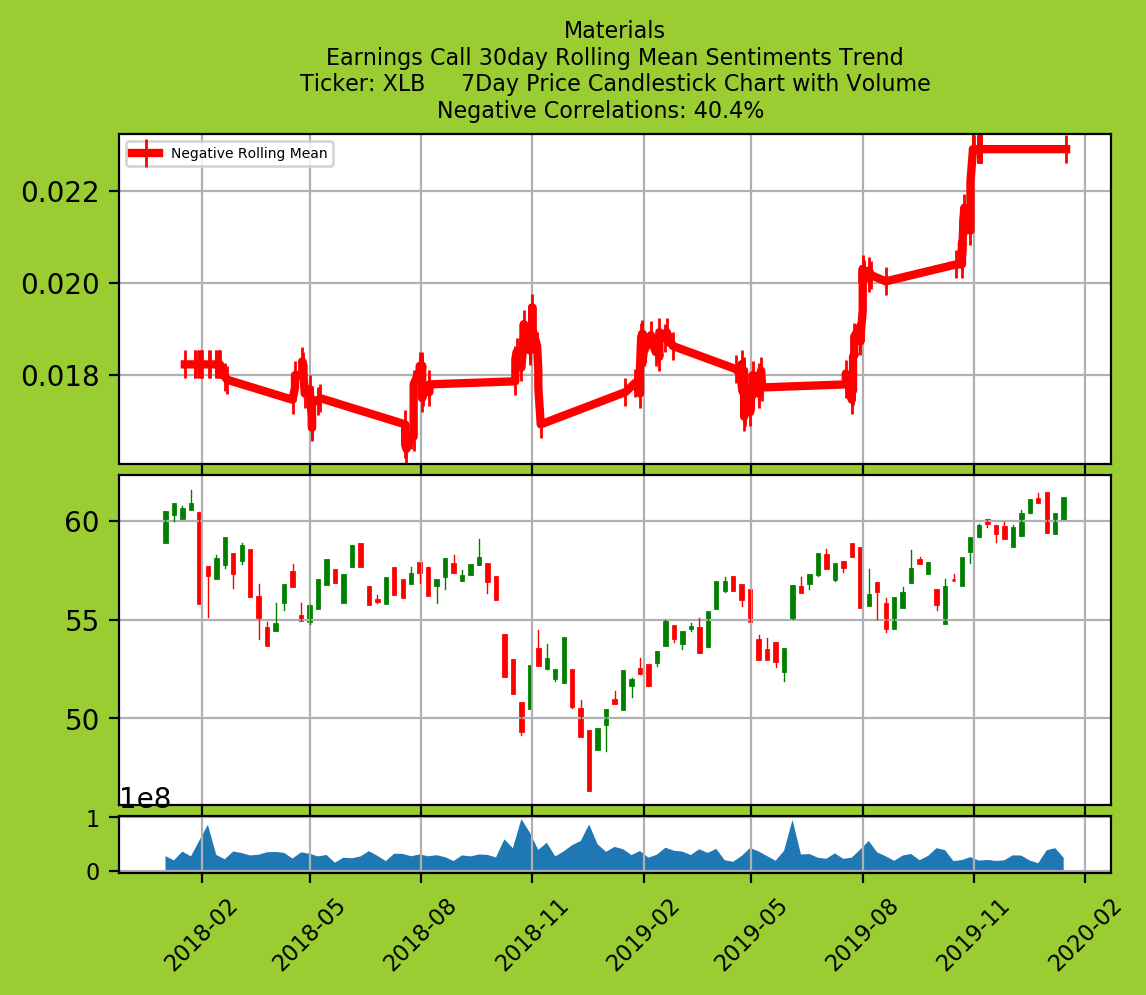 Materials
Earnings Call 30day Rolling Mean Sentiments Trend
Ticker: XLB     7Day Price Candlestick Chart with Volume
Negative Correlations: 40.4%
Negative Rolling Mean
0.022
0.020
0.018
60
55
50
1e8
1
0
2018-02
2018-05
2018-08
2018-11
2019-02
2019-05
2019-08
2019-11
2020-02